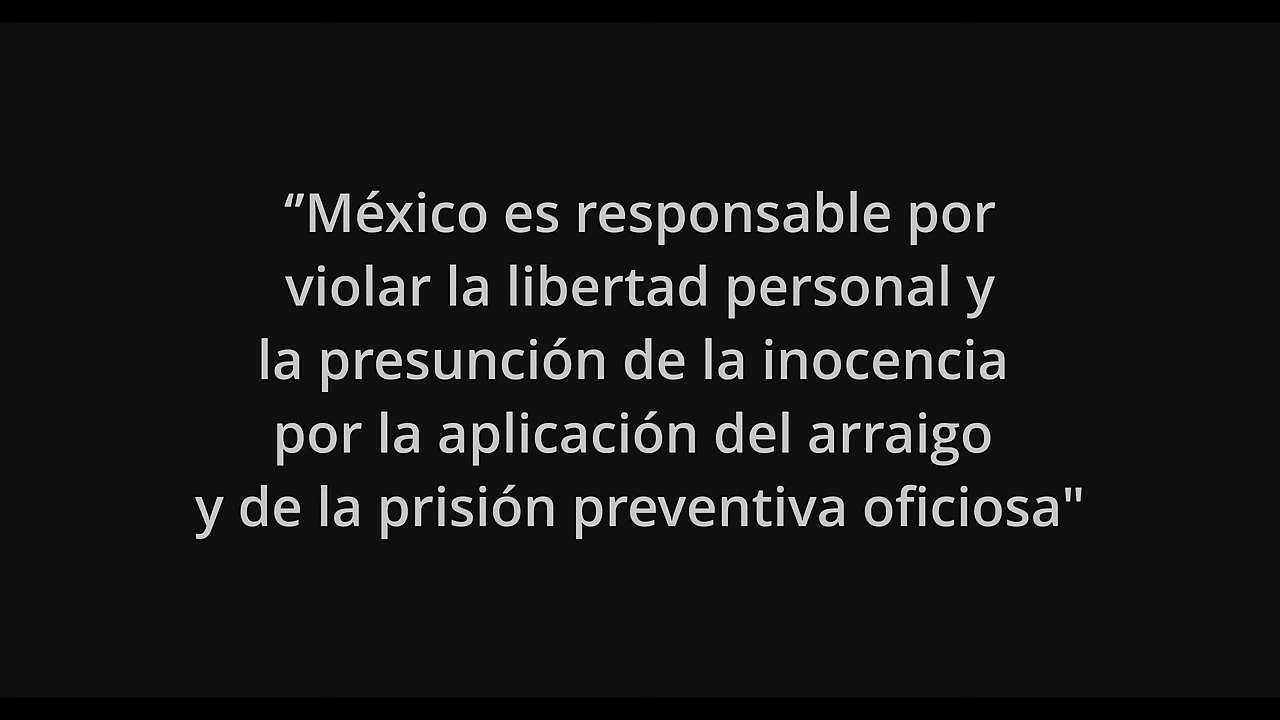 “México es responsable por
violar la libertad personal y
la presunción de la inocencia
por la aplicación del arraigo
y de la prisión preventiva oficiosa"